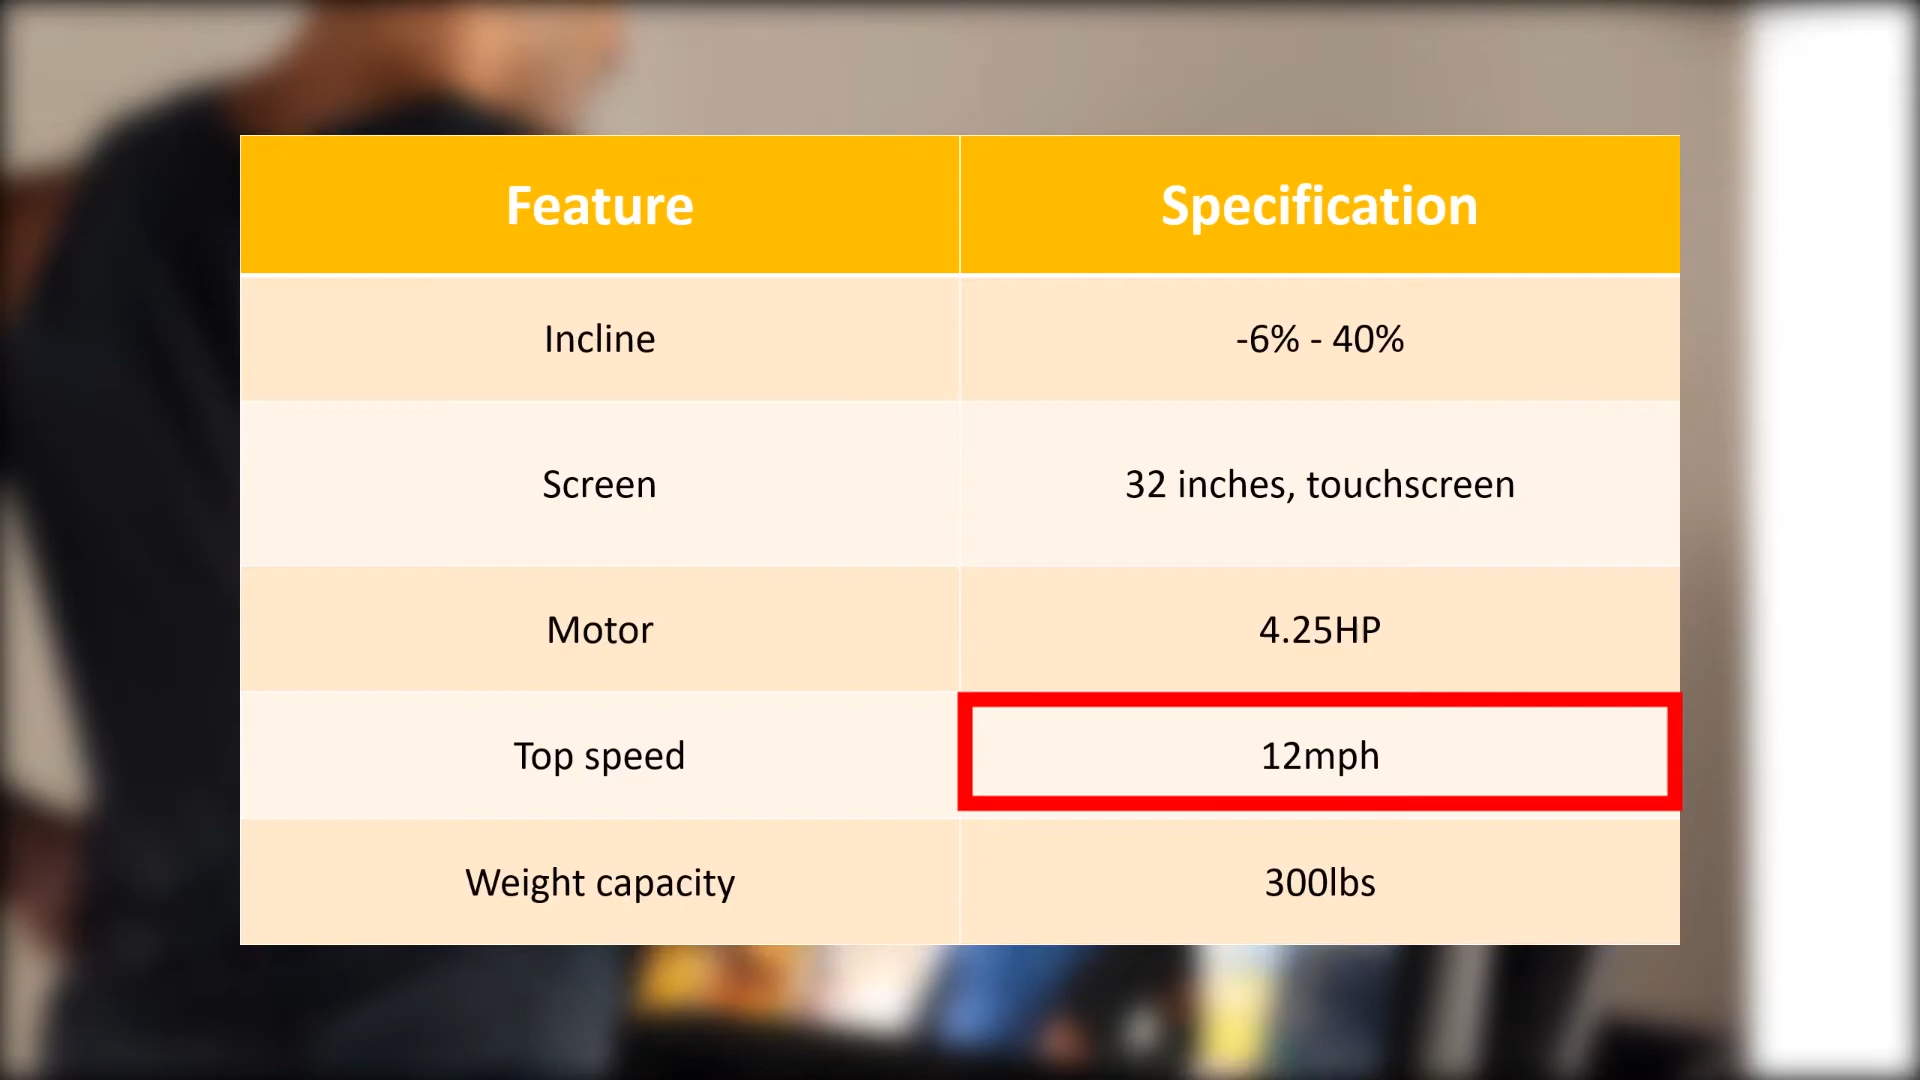 Feature Specification
Incline -6% - 40%
Screen 32 inches, touchscreen
Motor 4.25HP
Top speed 12mph
Weight capacity 300lbs